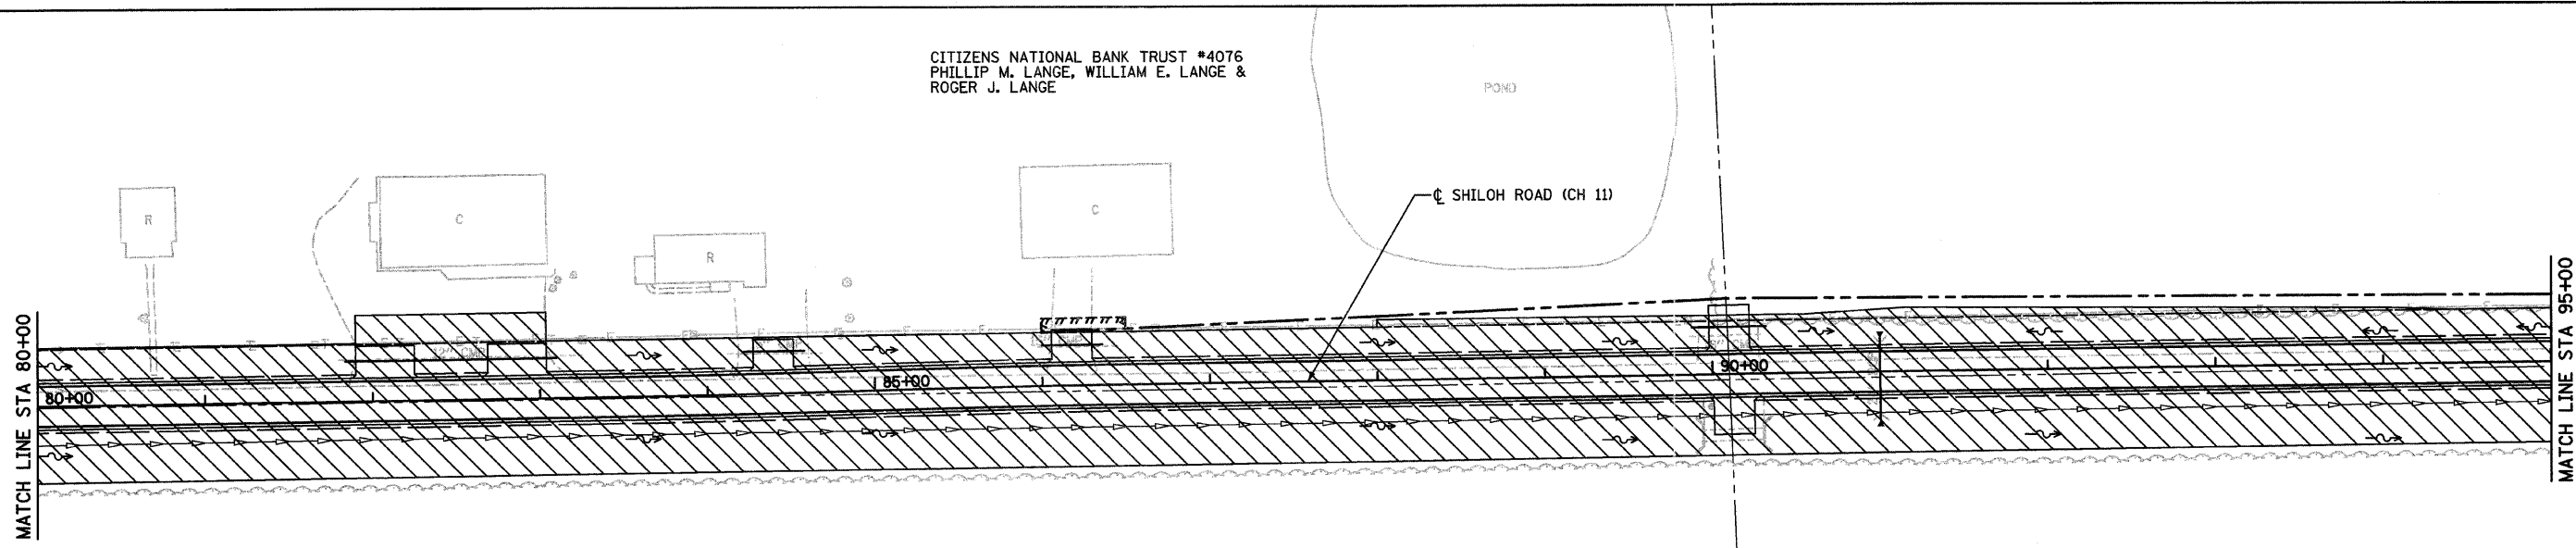 CITIZENS NATIONAL BANK TRUST #4076
PHILLIP M. LANGE, WILLIAM E. LANGE &
ROGER J. LANGE
POND
℄ SHILOH ROAD (CH 11)
R
C
R
C
MATCH LINE STA 80+00
80+00
85+00
90+00
MATCH LINE STA 95+00